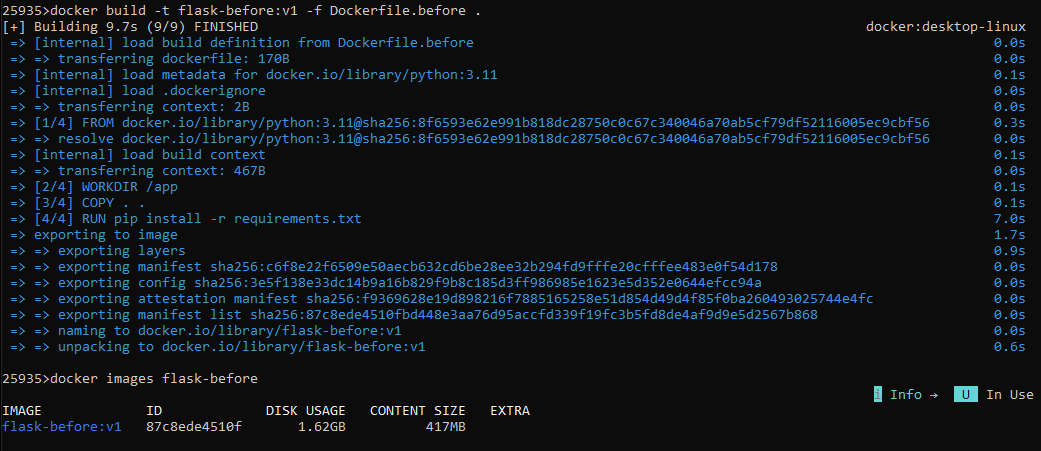 25935>docker build -t flask-before:v1 -f Dockerfile.before .
[+] Building 9.7s (9/9) FINISHED docker:desktop-linux
=> [internal] load build definition from Dockerfile.before 0.0s
=> => transferring dockerfile: 170B 0.0s
=> [internal] load metadata for docker.io/library/python:3.11 0.1s
=> [internal] load .dockerignore 0.0s
=> => transferring context: 2B 0.0s
=> [1/4] FROM docker.io/library/python:3.11@sha256:8f6593e62e991b818dc28750c0c67c340046a70ab5cf79df52116005ec9cbf56 0.3s
=> => resolve docker.io/library/python:3.11@sha256:8f6593e62e991b818dc28750c0c67c340046a70ab5cf79df52116005ec9cbf56 0.0s
=> [internal] load build context 0.1s
=> => transferring context: 467B 0.0s
=> [2/4] WORKDIR /app 0.1s
=> [3/4] COPY . . 0.1s
=> [4/4] RUN pip install -r requirements.txt 7.0s
=> exporting to image 1.7s
=> => exporting layers 0.9s
=> => exporting manifest sha256:c6f8e22f6509e50aecb632cd6be28ee32b294fd9fffe20cfffee483e0f54d178 0.0s
=> => exporting config sha256:3e5f138e33dc14b9a16b829f9b8c185d3ff986985e1623e5d352e0644efcc94a 0.0s
=> => exporting attestation manifest sha256:f9369628e19d898216f7885165258e51d854d49d4f85f0ba260493025744e4fc 0.0s
=> => exporting manifest list sha256:87c8ede4510fbd448e3aa76d95accfd339f19fc3b5fd8de4af9d9e5d2567b868 0.0s
=> => naming to docker.io/library/flask-before:v1 0.0s
=> => unpacking to docker.io/library/flask-before:v1 0.6s
25935>docker images flask-before
i Info → U In Use
IMAGE ID DISK USAGE CONTENT SIZE EXTRA
flask-before:v1 87c8ede4510f 1.62GB 417MB